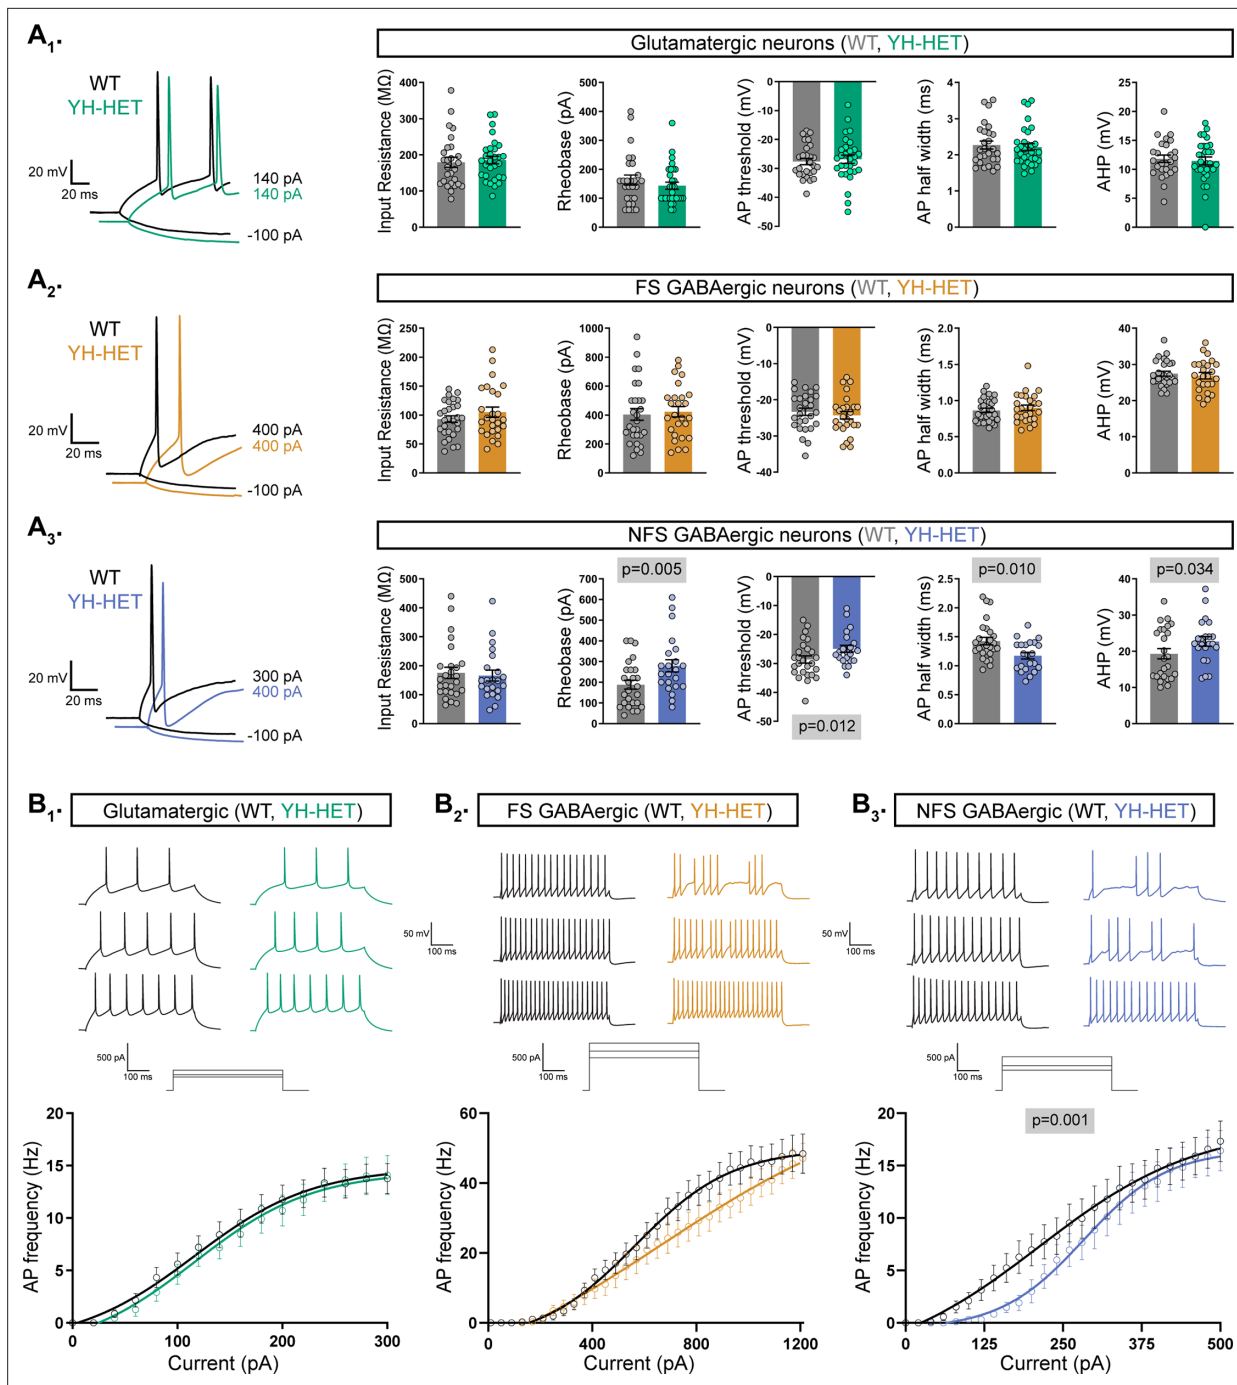 A1.
Glutamatergic neurons (WT, YH-HET)
WT
YH-HET
20 mV
20 ms
140 pA
140 pA
-100 pA
Input Resistance (MΩ)
400
300
200
100
0
Rheobase (pA)
500
400
300
200
100
0
AP threshold (mV)
0
-10
-20
-30
-40
-50
AP half width (ms)
4
3
2
1
0
AHP (mV)
25
20
15
10
5
0
A2.
FS GABAergic neurons (WT, YH-HET)
WT
YH-HET
20 mV
20 ms
400 pA
400 pA
-100 pA
Input Resistance (MΩ)
250
200
150
100
50
0
Rheobase (pA)
1000
800
600
400
200
0
AP threshold (mV)
0
-10
-20
-30
-40
AP half width (ms)
2.0
1.5
1.0
0.5
0.0
AHP (mV)
40
30
20
10
0
A3.
NFS GABAergic neurons (WT, YH-HET)
WT
YH-HET
20 mV
20 ms
300 pA
400 pA
-100 pA
Input Resistance (MΩ)
500
400
300
200
100
0
p=0.005
Rheobase (pA)
700
600
500
400
300
200
100
0
AP threshold (mV)
0
-10
-20
-30
-40
-50
p=0.012
p=0.010
AP half width (ms)
2.5
2.0
1.5
1.0
0.5
0.0
p=0.034
AHP (mV)
40
30
20
10
0
B1.
Glutamatergic (WT, YH-HET)
500 pA
100 ms
AP frequency (Hz)
20
15
10
5
0
0
100
200
300
Current (pA)
B2.
FS GABAergic (WT, YH-HET)
50 mV
100 ms
500 pA
100 ms
AP frequency (Hz)
60
40
20
0
0
400
800
1200
Current (pA)
B3.
NFS GABAergic (WT, YH-HET)
50 mV
100 ms
500 pA
100 ms
p=0.001
AP frequency (Hz)
20
15
10
5
0
0
125
250
375
500
Current (pA)